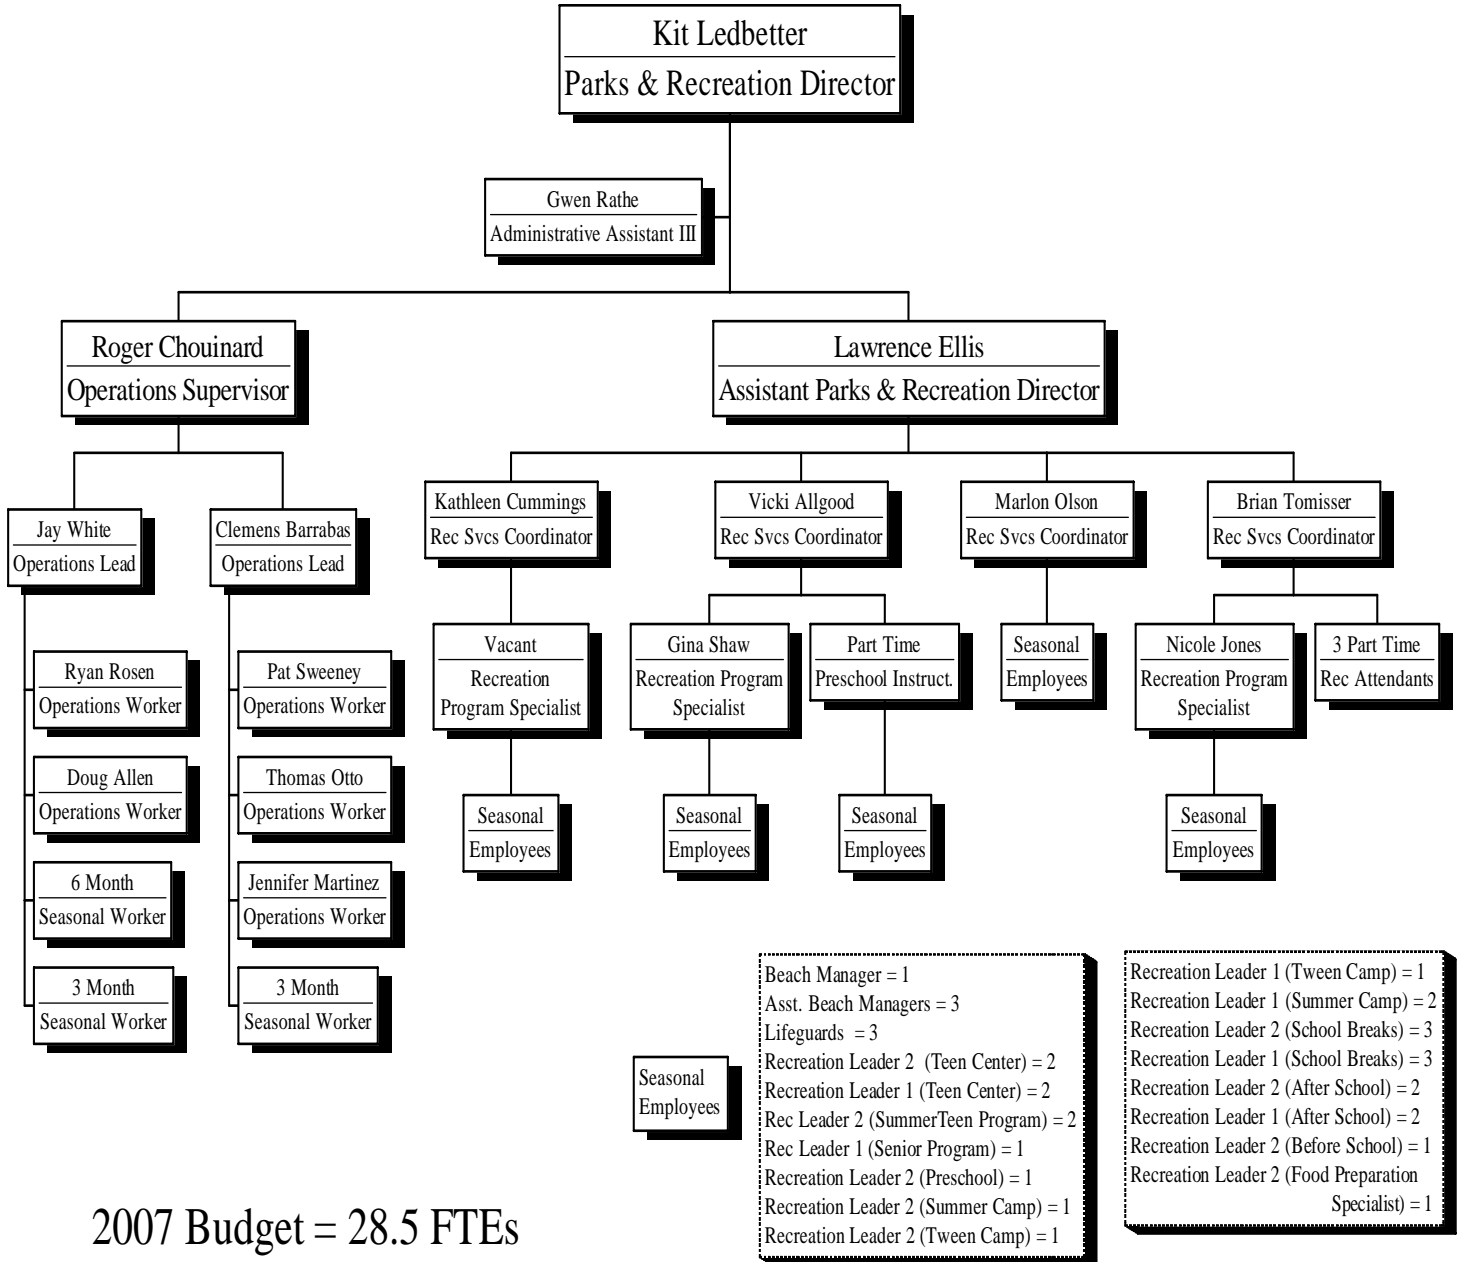 Kit Ledbetter
Parks & Recreation Director
Gwen Rathe
Administrative Assistant III
Roger Chouinard
Operations Supervisor
Lawrence Ellis
Assistant Parks & Recreation Director
Jay White
Operations Lead
Clemens Barrabas
Operations Lead
Kathleen Cummings
Rec Svcs Coordinator
Vicki Allgood
Rec Svcs Coordinator
Marlon Olson
Rec Svcs Coordinator
Brian Tomisser
Rec Svcs Coordinator
Ryan Rosen
Operations Worker
Doug Allen
Operations Worker
6 Month
Seasonal Worker
3 Month
Seasonal Worker
Pat Sweeney
Operations Worker
Thomas Otto
Operations Worker
Jennifer Martinez
Operations Worker
3 Month
Seasonal Worker
Vacant
Recreation
Program Specialist
Seasonal
Employees
Gina Shaw
Recreation Program
Specialist
Seasonal
Employees
Part Time
Preschool Instruct.
Seasonal
Employees
Seasonal
Employees
Nicole Jones
Recreation Program
Specialist
Seasonal
Employees
3 Part Time
Rec Attendants
Seasonal
Employees
Beach Manager = 1
Asst. Beach Managers = 3
Lifeguards = 3
Recreation Leader 2 (Teen Center) = 2
Recreation Leader 1 (Teen Center) = 2
Rec Leader 2 (SummerTeen Program) = 2
Rec Leader 1 (Senior Program) = 1
Recreation Leader 2 (Preschool) = 1
Recreation Leader 2 (Summer Camp) = 1
Recreation Leader 2 (Tween Camp) = 1
Recreation Leader 1 (Tween Camp) = 1
Recreation Leader 1 (Summer Camp) = 2
Recreation Leader 2 (School Breaks) = 3
Recreation Leader 1 (School Breaks) = 3
Recreation Leader 2 (After School) = 2
Recreation Leader 1 (After School) = 2
Recreation Leader 2 (Before School) = 1
Recreation Leader 2 (Food Preparation
Specialist) = 1
2007 Budget = 28.5 FTEs